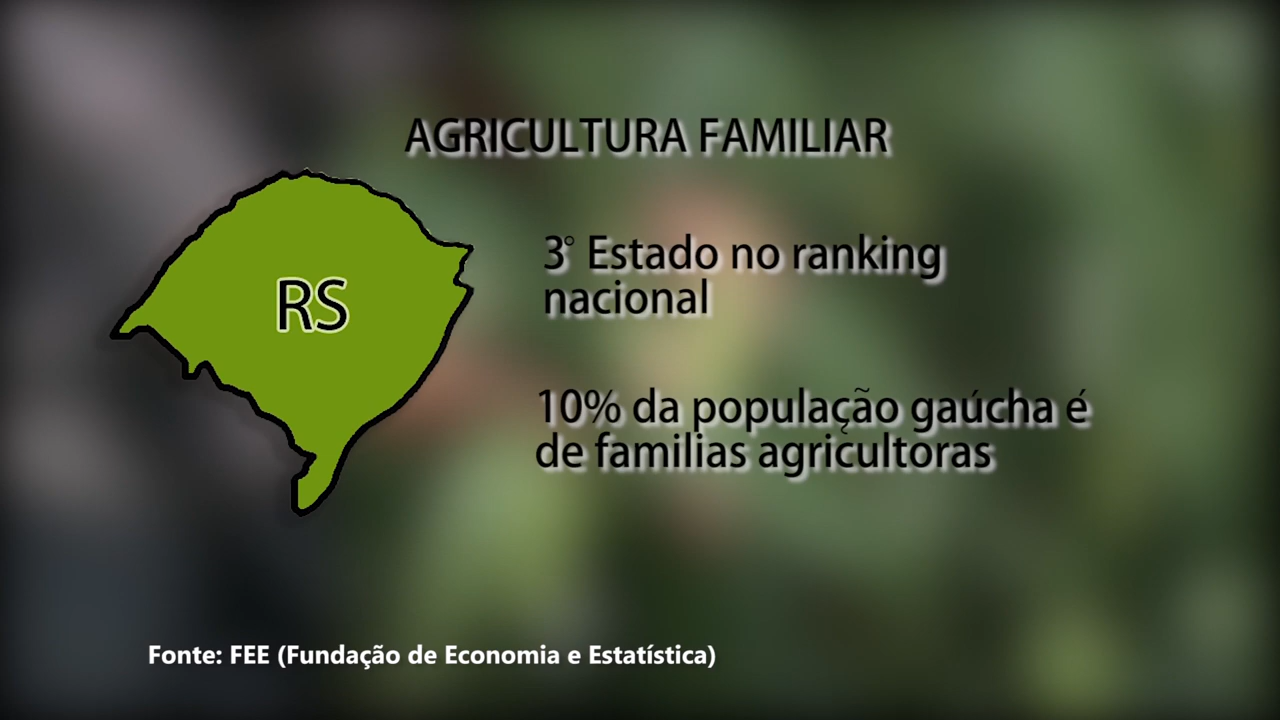 AGRICULTURA FAMILIAR
RS
3° Estado no ranking
nacional
10% da população gaúcha é
de familias agricultoras
Fonte: FEE (Fundação de Economia e Estatística)